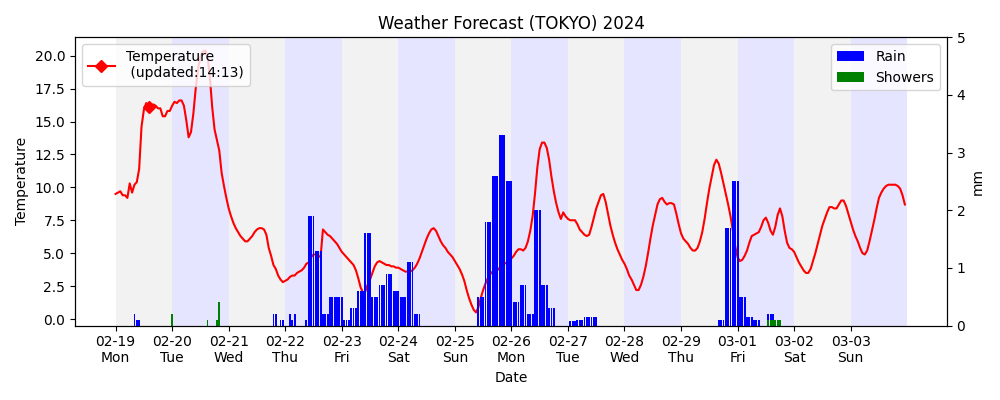 Weather Forecast (TOKYO) 2024
Temperature
(updated:14:13)
Rain
Showers
20.0
17.5
15.0
12.5
10.0
7.5
5.0
2.5
0.0
Temperature
5
4
3
2
1
0
mm
02-19 02-20 02-21 02-22 02-23 02-24 02-25 02-26 02-27 02-28 02-29 03-01 03-02 03-03
Mon Tue Wed Thu Fri Sat Sun Mon Tue Wed Thu Fri Sat Sun
Date